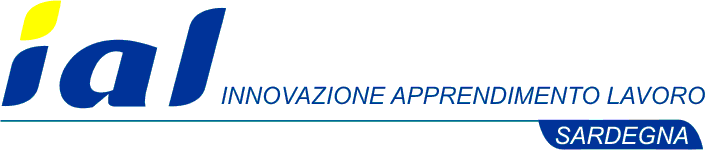 ial
INNOVAZIONE APPRENDIMENTO LAVORO
SARDEGNA